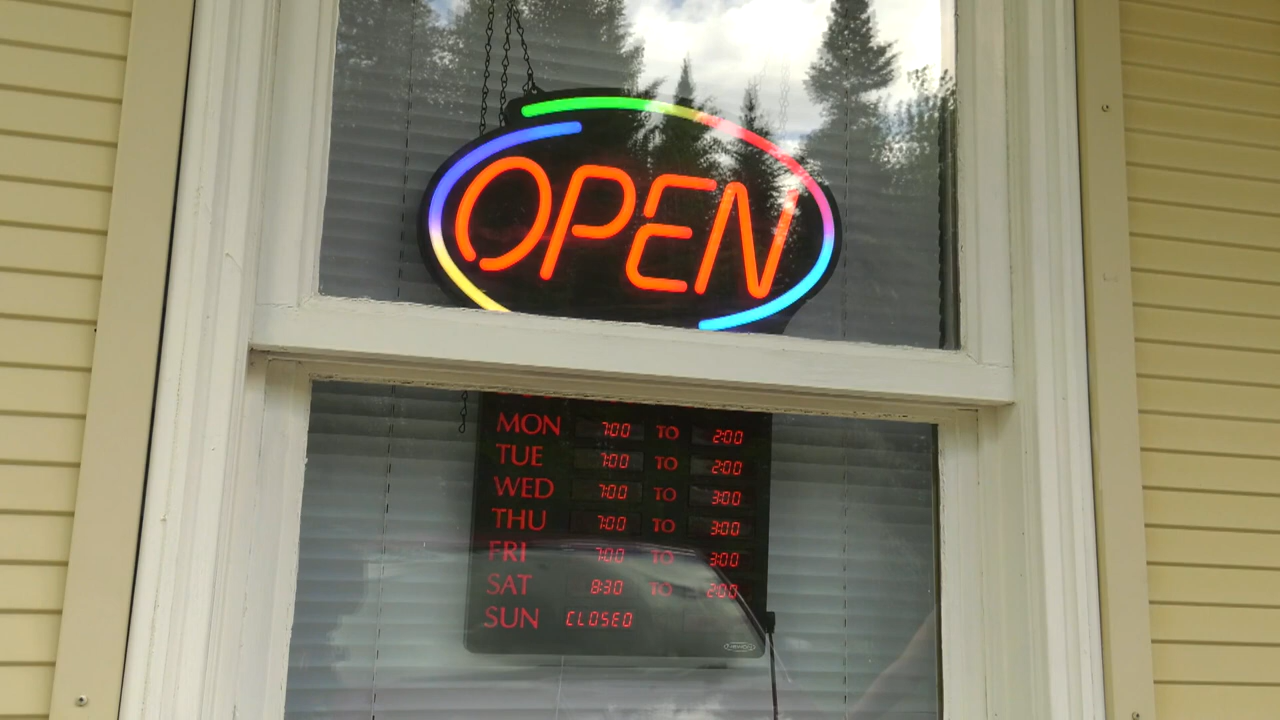 OPEN
MON 7:00 TO 2:00
TUE 7:00 TO 2:00
WED 7:00 TO 3:00
THU 7:00 TO 3:00
FRI 7:00 TO 3:00
SAT 8:30 TO 2:00
SUN CLOSED